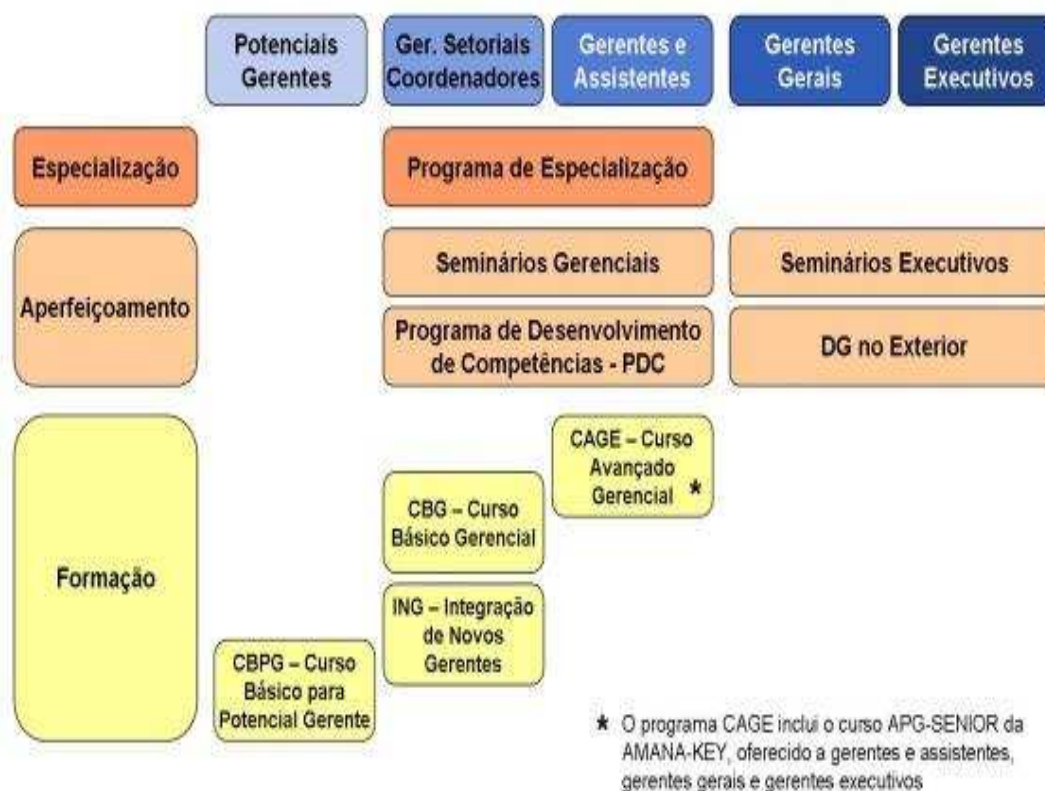 Potenciais
Gerentes
Ger. Setoriais
Coordenadores
Gerentes e
Assistentes
Gerentes
Gerais
Gerentes
Executivos
Especialização
Programa de Especialização
Aperfeiçoamento
Seminários Gerenciais
Seminários Executivos
Programa de Desenvolvimento
de Competências - PDC
DG no Exterior
Formação
CAGE – Curso
Avançado
Gerencial *
CBG – Curso
Básico Gerencial
ING – Integração
de Novos
Gerentes
CBPG – Curso
Básico para
Potencial Gerente
* O programa CAGE inclui o curso APG-SENIOR da
AMANA-KEY, oferecido a gerentes e assistentes,
gerentes gerais e gerentes executivos